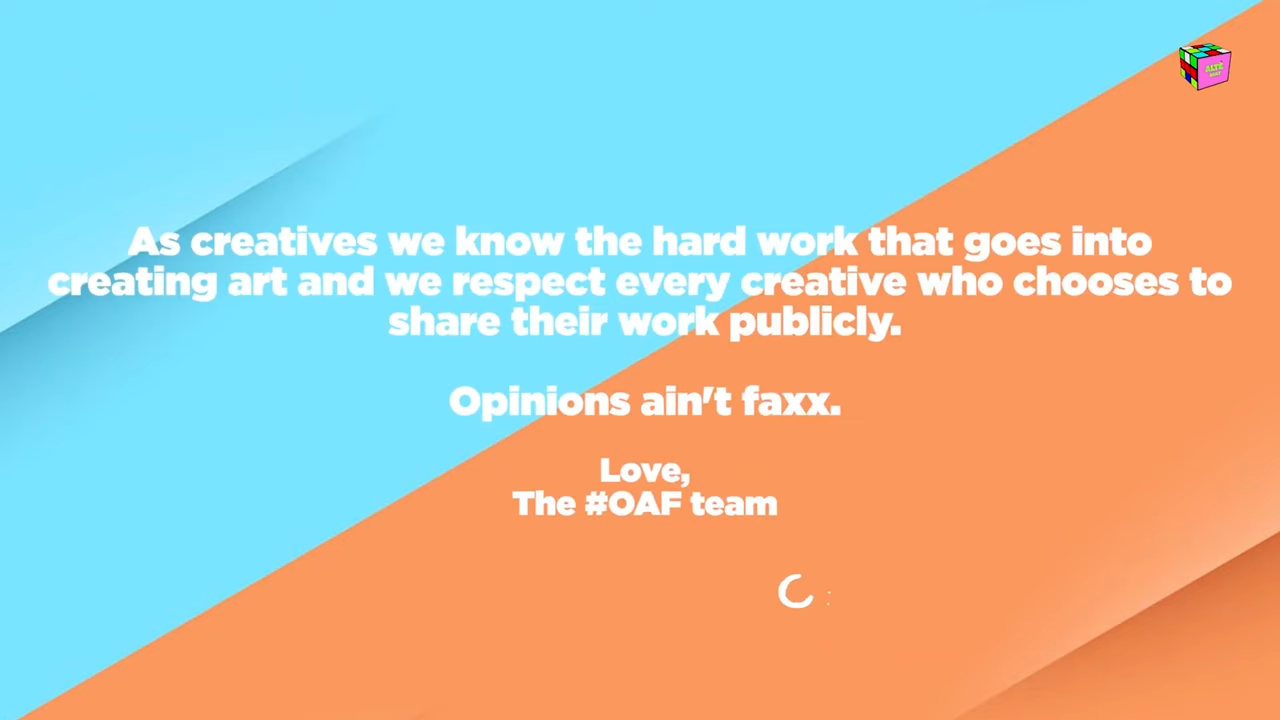 As creatives we know the hard work that goes into
creating art and we respect every creative who chooses to
share their work publicly.
Opinions ain't faxx.
Love,
The #OAF team